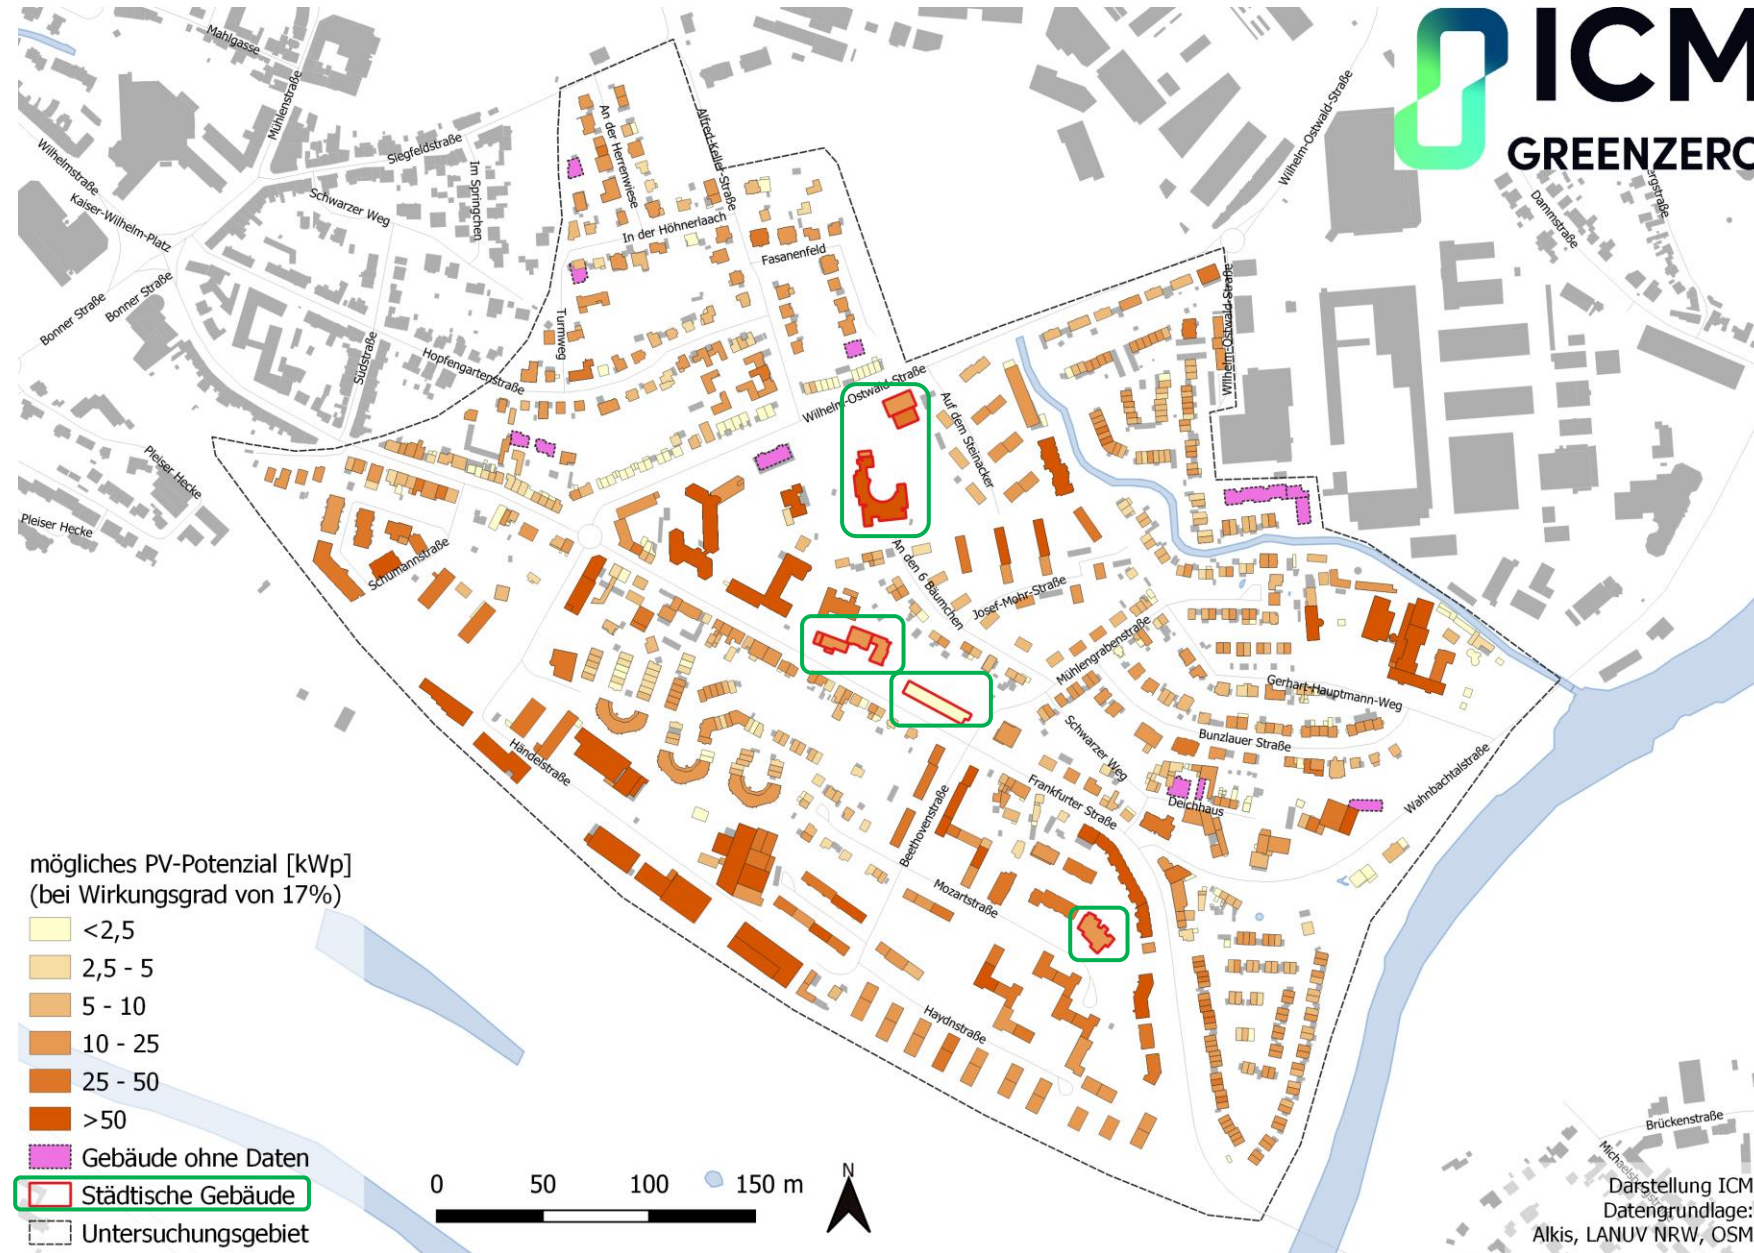 ICM
GREENZERO
Mahlgasse
Mühlenstraße
Wilhelmstraße
Kaiser-Wilhelm-Platz
Siegfeldstraße
Im Springchen
Schwarzer Weg
Bonner Straße
Bonner Straße
Südstraße
Hopfengartenstraße
Pleiser Hecke
Pleiser Hecke
An der Herrenwiese
Alfred-Keller-Straße
In der Höhnerlaach
Fasanenfeld
Turmweg
Wilhelm-Ostwald-Straße
Wilhelm-Ostwald-Straße
Wilhelm-Ostwald-Straße
Dammstraße
ergstraße
Auf dem Steinacker
Schumannstraße
An den 6 Bäumchen
Josef-Mohr-Straße
Mühlengrabenstraße
Gerhart-Hauptmann-Weg
Bunzlauer Straße
Schwarzer Weg
Händelstraße
Frankfurter Straße
Deichhaus
Wahnbachtalstraße
Beethovenstraße
Mozartstraße
Haydnstraße
Brückenstraße
Michaelsbergstraße
mögliches PV-Potenzial [kWp]
(bei Wirkungsgrad von 17%)
<2,5
2,5 - 5
5 - 10
10 - 25
25 - 50
>50
Gebäude ohne Daten
Städtische Gebäude
Untersuchungsgebiet
0 50 100 150 m
N
Darstellung ICM
Datengrundlage:
Alkis, LANUV NRW, OSM